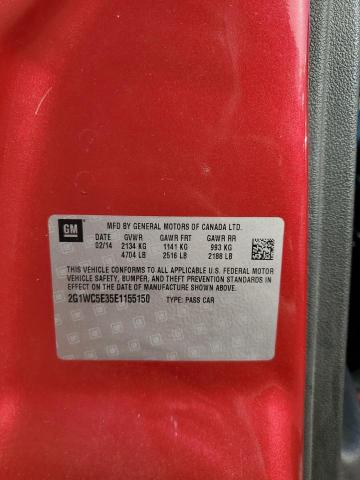 GM
MFD BY GENERAL MOTORS OF CANADA LTD.
DATE GVWR GAWR FRT GAWR RR
02/14 2134 KG 1141 KG 993 KG
4704 LB 2516 LB 2188 LB
THIS VEHICLE CONFORMS TO ALL APPLICABLE U.S. FEDERAL MOTOR
VEHICLE SAFETY, BUMPER, AND THEFT PREVENTION STANDARDS
IN EFFECT ON THE DATE OF MANUFACTURE SHOWN ABOVE.
2G1WC5E35E1155150 TYPE: PASS CAR